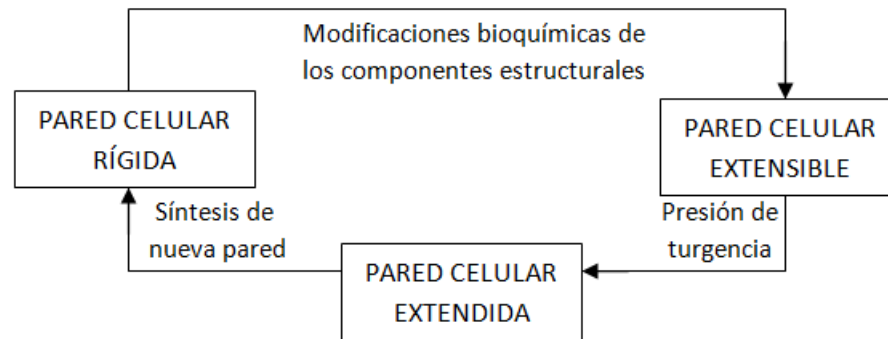 Modificaciones bioquímicas de
los componentes estructurales
PARED CELULAR
RÍGIDA
PARED CELULAR
EXTENSIBLE
Síntesis de
nueva pared
Presión de
turgencia
PARED CELULAR
EXTENDIDA